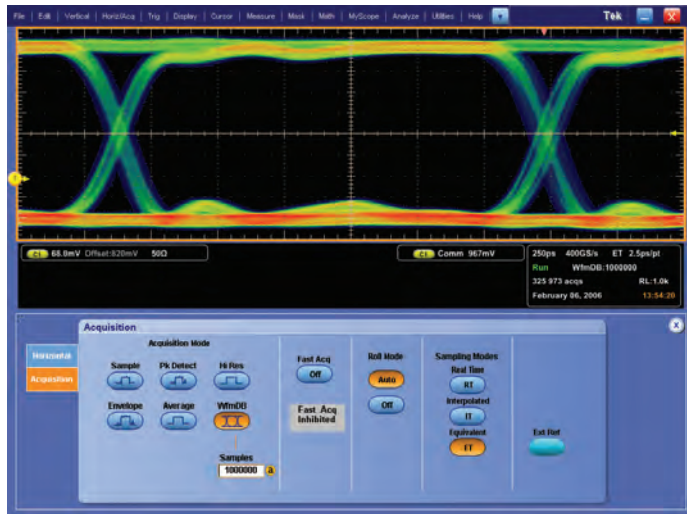 File Edit Vertical Horiz/Acq Trig Display Cursor Measure Mask Math MyScope Analyze Utilities Help Tek X
C1 68.0mV Offset:820mV 50Ω
C1 Comm 967mV
250ps 400GS/s ET 2.5ps/pt
Run WfmDB:1000000
325 973 acqs RL:1.0k
February 06, 2006 13:54:20
Acquisition X
Horizontal
Acquisition
Acquisition Mode
Sample Pk Detect Hi Res
Envelope Average WfmDB
Samples
1000000 a
Fast Acq
Off
Fast Acq
Inhibited
Roll Mode
Auto
Off
Sampling Modes
Real Time
RT
Interpolated
IT
Equivalent
ET
Ext Ref